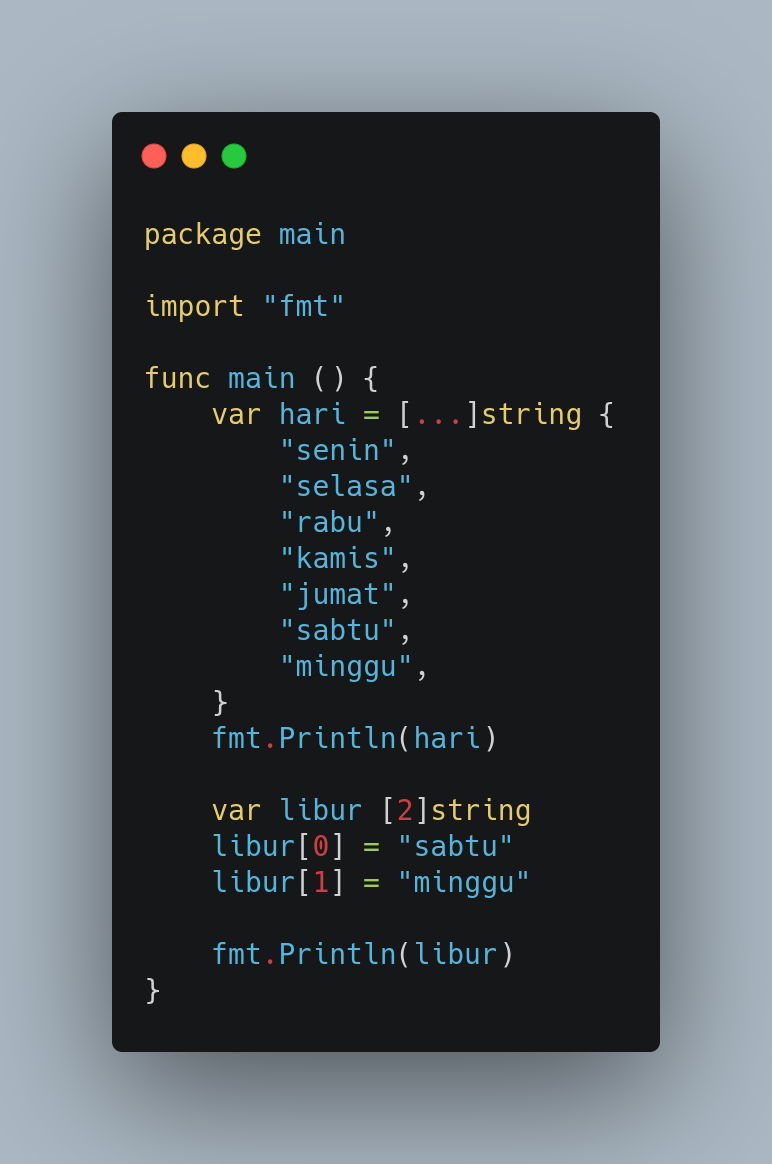 package main

import "fmt"

func main () {
    var hari = [...]string {
        "senin",
        "selasa",
        "rabu",
        "kamis",
        "jumat",
        "sabtu",
        "minggu",
    }
    fmt.Println(hari)

    var libur [2]string
    libur[0] = "sabtu"
    libur[1] = "minggu"

    fmt.Println(libur)
}